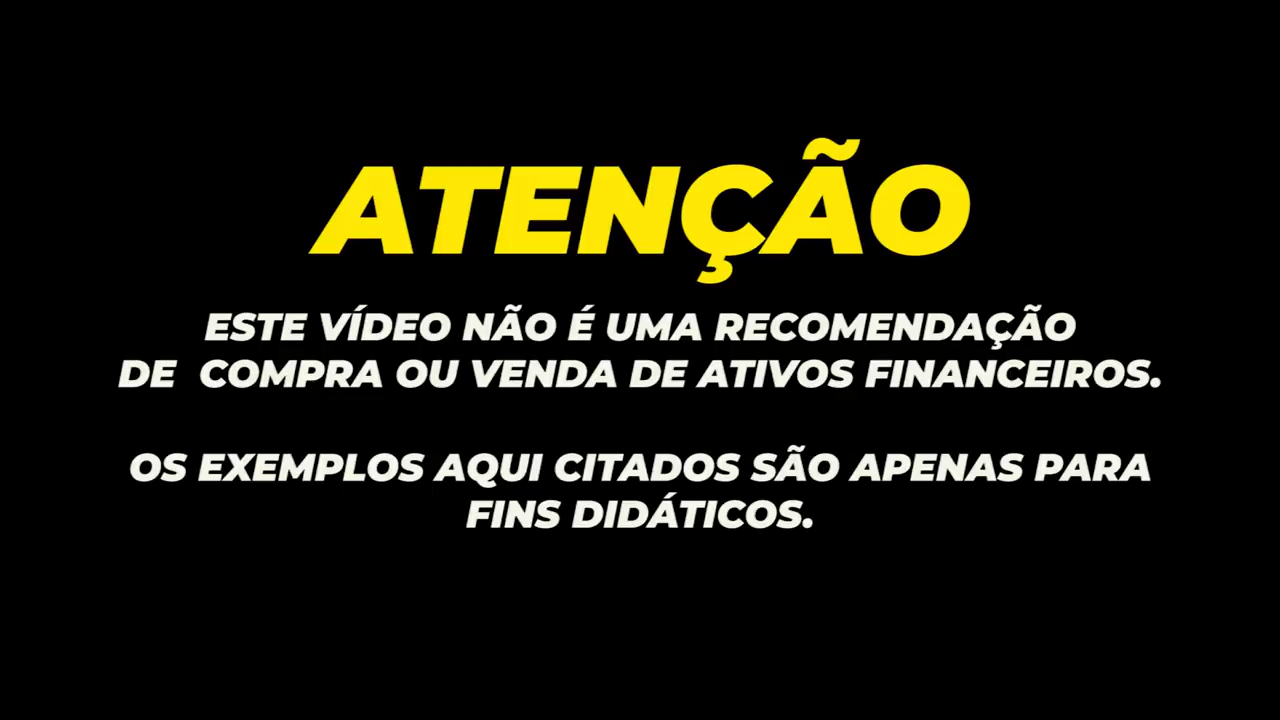 ATENÇÃO
ESTE VÍDEO NÃO É UMA RECOMENDAÇÃO
DE COMPRA OU VENDA DE ATIVOS FINANCEIROS.
OS EXEMPLOS AQUI CITADOS SÃO APENAS PARA
FINS DIDÁTICOS.